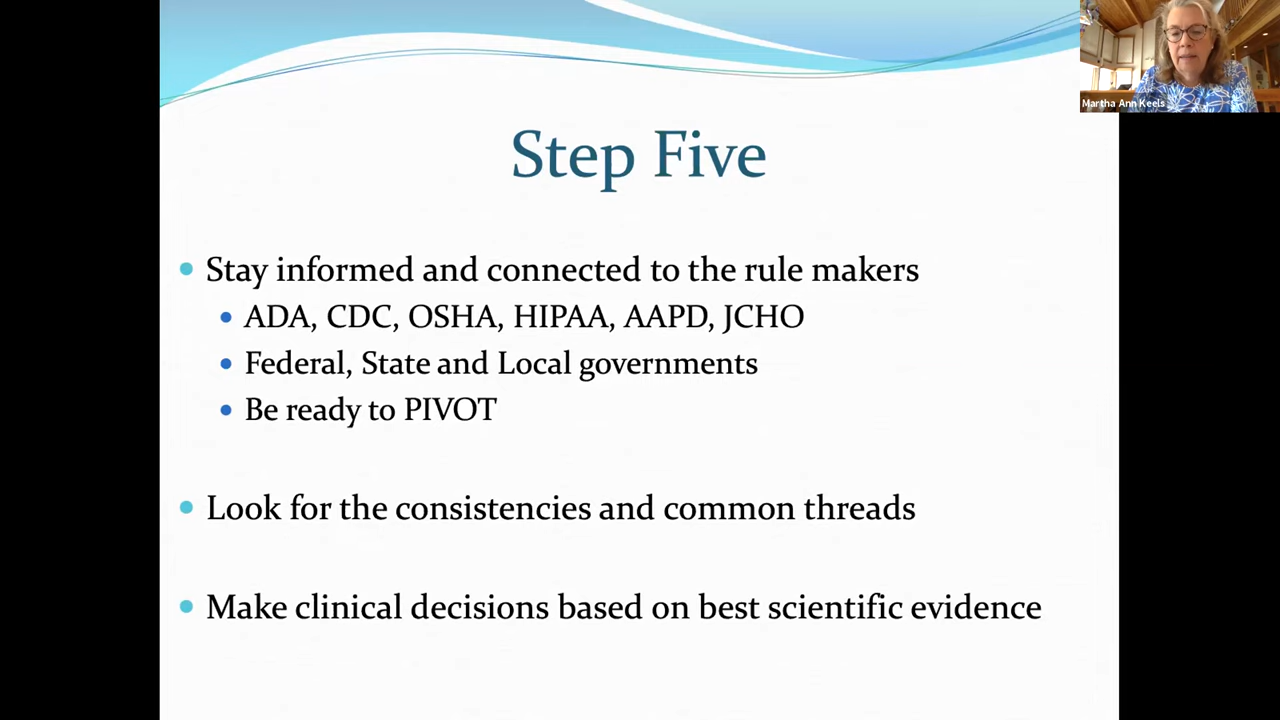 Martha Ann Keels
Step Five
Stay informed and connected to the rule makers
ADA, CDC, OSHA, HIPAA, AAPD, JCHO
Federal, State and Local governments
Be ready to PIVOT
Look for the consistencies and common threads
Make clinical decisions based on best scientific evidence